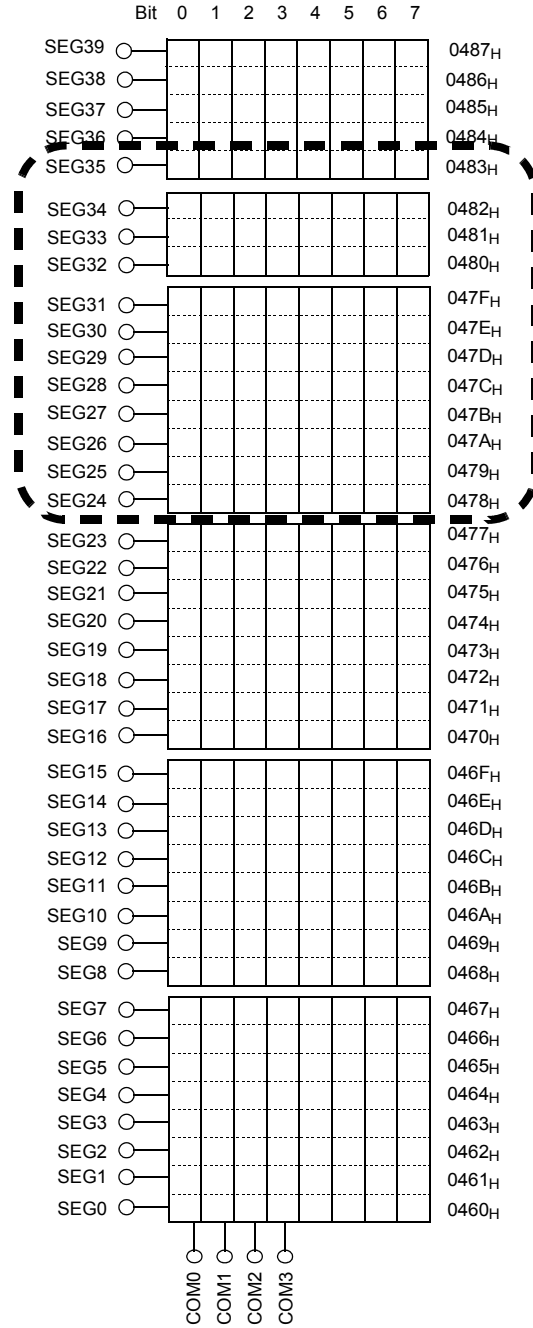 Bit 0 1 2 3 4 5 6 7
SEG39 0487H
SEG38 0486H
SEG37 0485H
SEG36 0484H
SEG35 0483H
SEG34 0482H
SEG33 0481H
SEG32 0480H
SEG31 047FH
SEG30 047EH
SEG29 047DH
SEG28 047CH
SEG27 047BH
SEG26 047AH
SEG25 0479H
SEG24 0478H
SEG23 0477H
SEG22 0476H
SEG21 0475H
SEG20 0474H
SEG19 0473H
SEG18 0472H
SEG17 0471H
SEG16 0470H
SEG15 046FH
SEG14 046EH
SEG13 046DH
SEG12 046CH
SEG11 046BH
SEG10 046AH
SEG9 0469H
SEG8 0468H
SEG7 0467H
SEG6 0466H
SEG5 0465H
SEG4 0464H
SEG3 0463H
SEG2 0462H
SEG1 0461H
SEG0 0460H
COM0 COM1 COM2 COM3